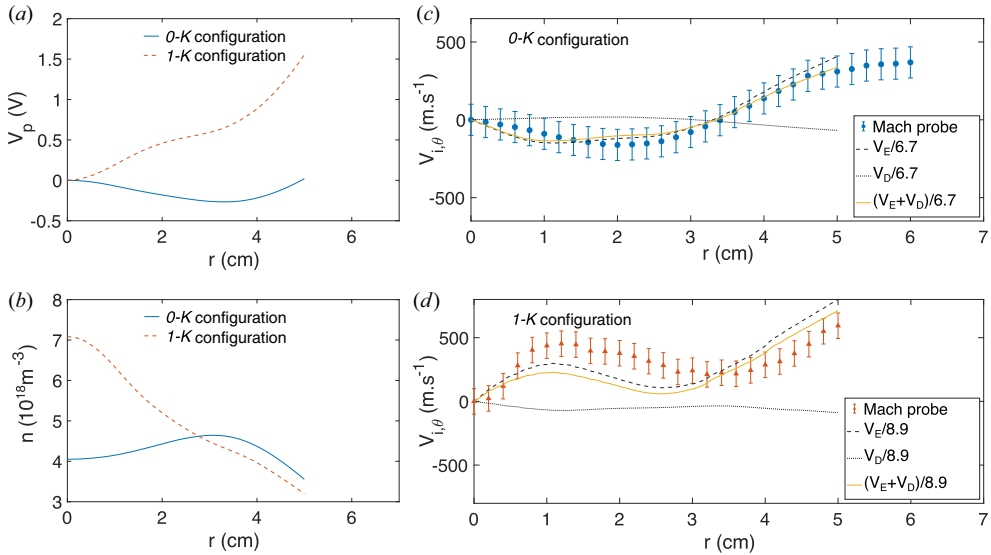 (a)
2
1.5
1
0.5
0
-0.5
V_p (V)
0-K configuration
1-K configuration
0 2 4 6
r (cm)
(c)
0-K configuration
500
0
-500
V_{i,θ} (m.s⁻¹)
Mach probe
V_E/6.7
V_D/6.7
(V_E+V_D)/6.7
0 1 2 3 4 5 6 7
r (cm)
(b)
8
7
6
5
4
3
n (10¹⁸m⁻³)
0-K configuration
1-K configuration
0 2 4 6
r (cm)
(d)
1-K configuration
500
0
-500
V_{i,θ} (m.s⁻¹)
Mach probe
V_E/8.9
V_D/8.9
(V_E+V_D)/8.9
0 1 2 3 4 5 6 7
r (cm)